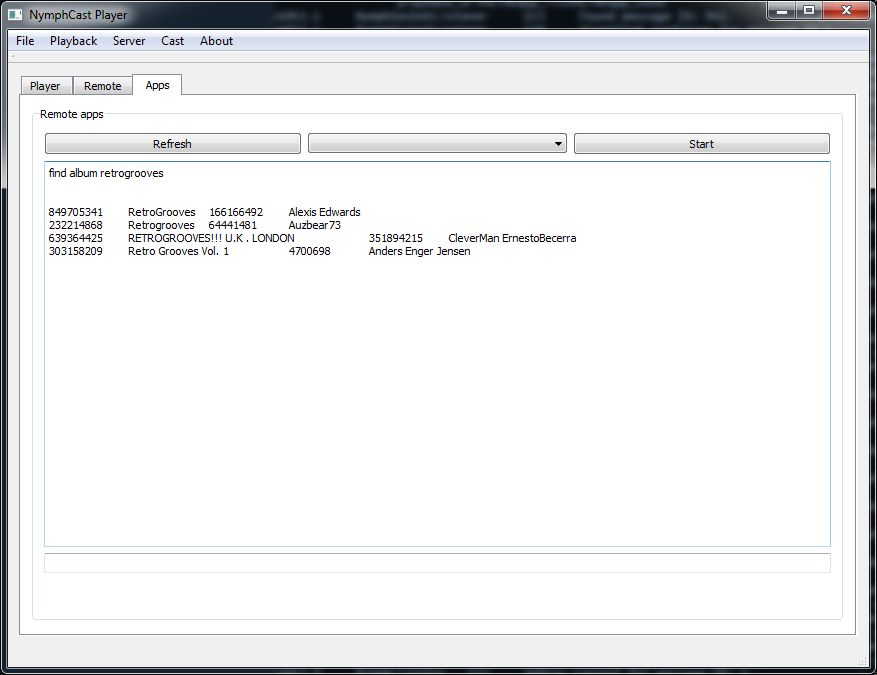 NymphCast Player
File Playback Server Cast About
Player Remote Apps
Remote apps
Refresh Start
find album retrogrooves
849705341 RetroGrooves 166166492 Alexis Edwards
232214868 Retrogrooves 64441481 Auzbear73
639364425 RETROGROOVES!!! U.K . LONDON 351894215 CleverMan ErnestoBecerra
303158209 Retro Grooves Vol. 1 4700698 Anders Enger Jensen